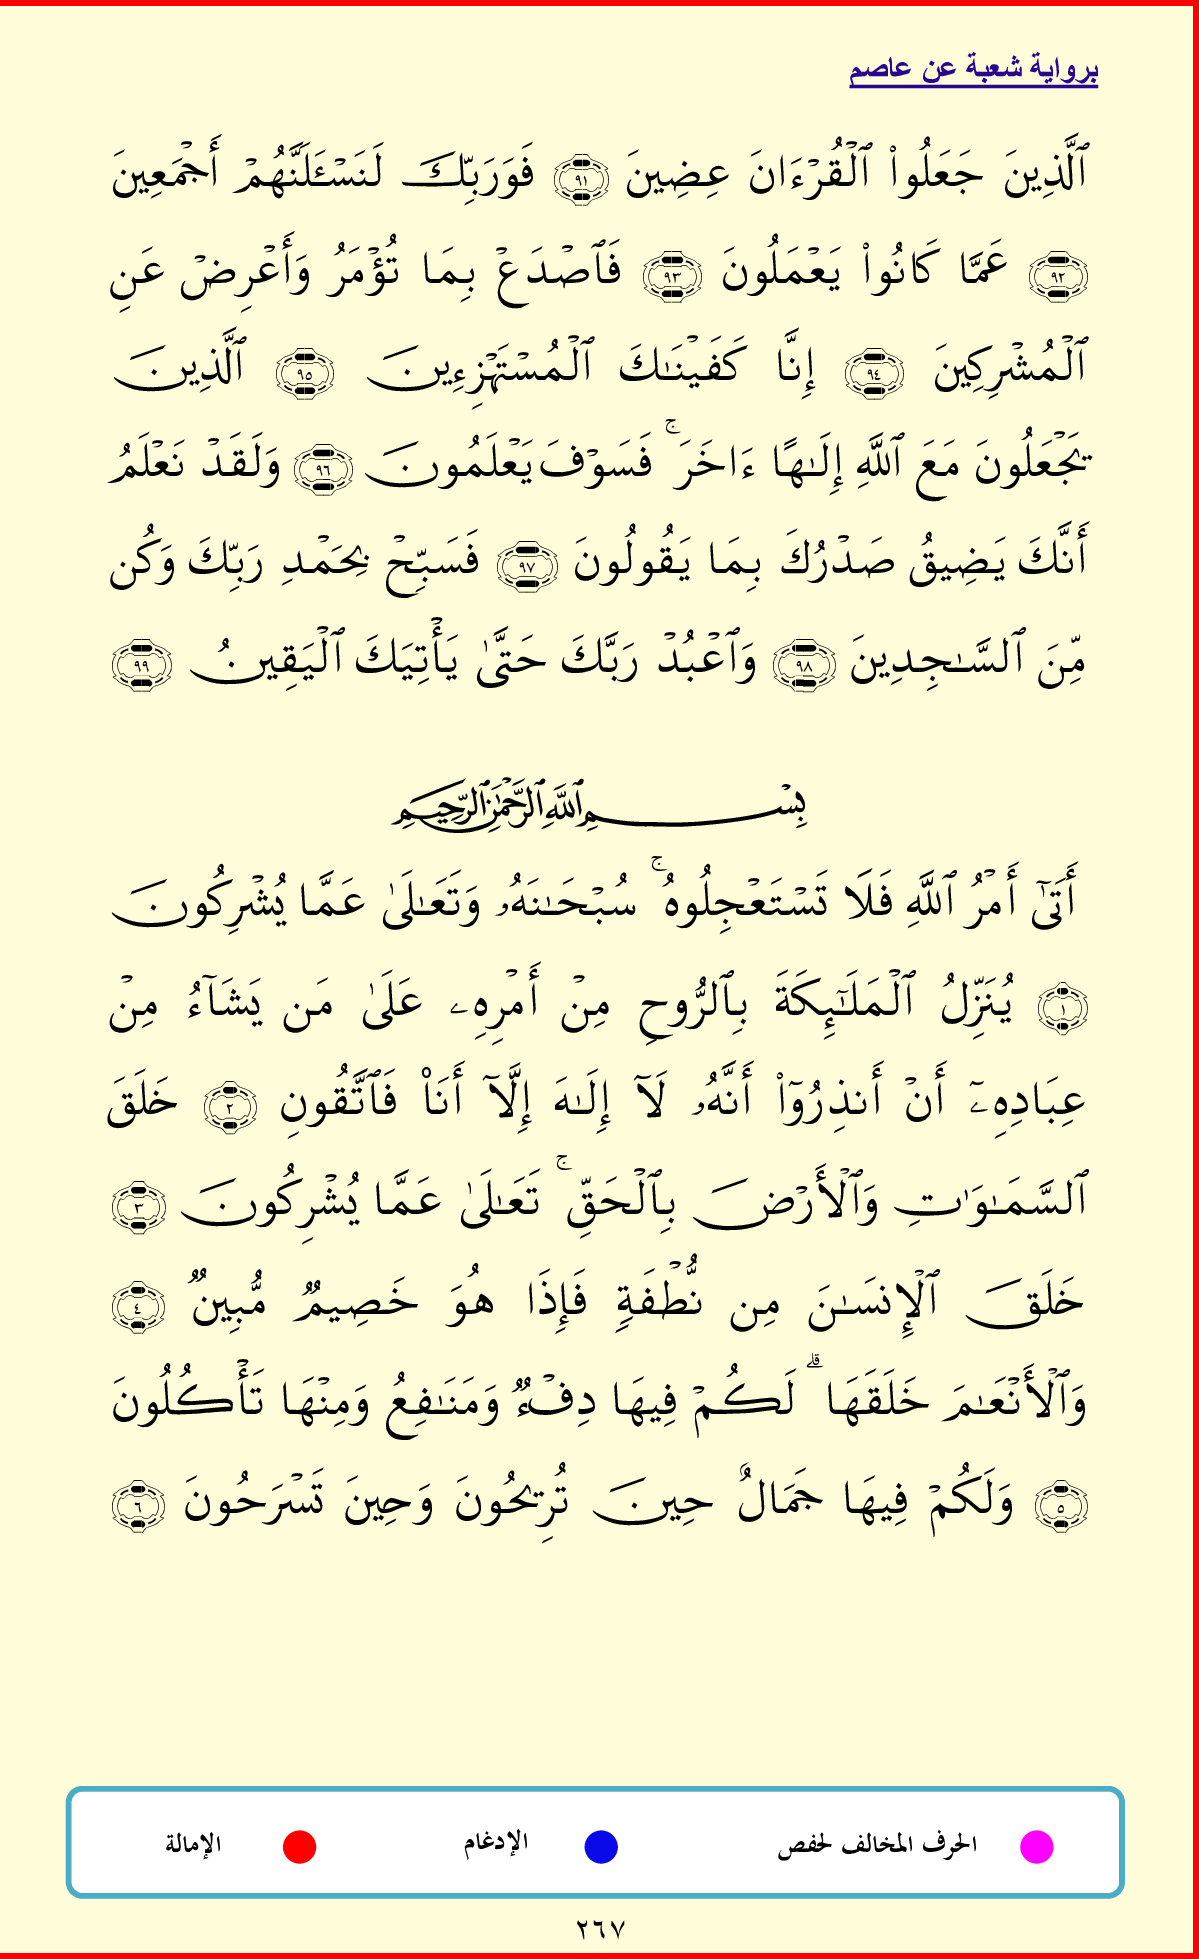 برواية شعبة عن عاصم
ٱلَّذِينَ جَعَلُوا۟ ٱلْقُرْءَانَ عِضِينَ ٩١ فَوَرَبِّكَ لَنَسْـَٔلَنَّهُمْ أَجْمَعِينَ
٩٢ عَمَّا كَانُوا۟ يَعْمَلُونَ ٩٣ فَٱصْدَعْ بِمَا تُؤْمَرُ وَأَعْرِضْ عَنِ
ٱلْمُشْرِكِينَ ٩٤ إِنَّا كَفَيْنَـٰكَ ٱلْمُسْتَهْزِءِينَ ٩٥ ٱلَّذِينَ
يَجْعَلُونَ مَعَ ٱللَّهِ إِلَـٰهًا ءَاخَرَ ۚ فَسَوْفَ يَعْلَمُونَ ٩٦ وَلَقَدْ نَعْلَمُ
أَنَّكَ يَضِيقُ صَدْرُكَ بِمَا يَقُولُونَ ٩٧ فَسَبِّحْ بِحَمْدِ رَبِّكَ وَكُن
مِّنَ ٱلسَّـٰجِدِينَ ٩٨ وَٱعْبُدْ رَبَّكَ حَتَّىٰ يَأْتِيَكَ ٱلْيَقِينُ ٩٩
بِسْمِ ٱللَّهِ ٱلرَّحْمَـٰنِ ٱلرَّحِيمِ
أَتَىٰٓ أَمْرُ ٱللَّهِ فَلَا تَسْتَعْجِلُوهُ ۚ سُبْحَـٰنَهُۥ وَتَعَـٰلَىٰ عَمَّا يُشْرِكُونَ
١ يُنَزِّلُ ٱلْمَلَـٰٓئِكَةَ بِٱلرُّوحِ مِنْ أَمْرِهِۦ عَلَىٰ مَن يَشَآءُ مِنْ
عِبَادِهِۦٓ أَنْ أَنذِرُوٓا۟ أَنَّهُۥ لَآ إِلَـٰهَ إِلَّآ أَنَا۠ فَٱتَّقُونِ ٢ خَلَقَ
ٱلسَّمَـٰوَٰتِ وَٱلْأَرْضَ بِٱلْحَقِّ ۚ تَعَـٰلَىٰ عَمَّا يُشْرِكُونَ ٣
خَلَقَ ٱلْإِنسَـٰنَ مِن نُّطْفَةٍ فَإِذَا هُوَ خَصِيمٌ مُّبِينٌ ٤
وَٱلْأَنْعَـٰمَ خَلَقَهَا ۗ لَكُمْ فِيهَا دِفْءٌ وَمَنَـٰفِعُ وَمِنْهَا تَأْكُلُونَ
٥ وَلَكُمْ فِيهَا جَمَالٌ حِينَ تُرِيحُونَ وَحِينَ تَسْرَحُونَ ٦
الحرف المخالف لحفص الإدغام الإمالة
٢٦٧